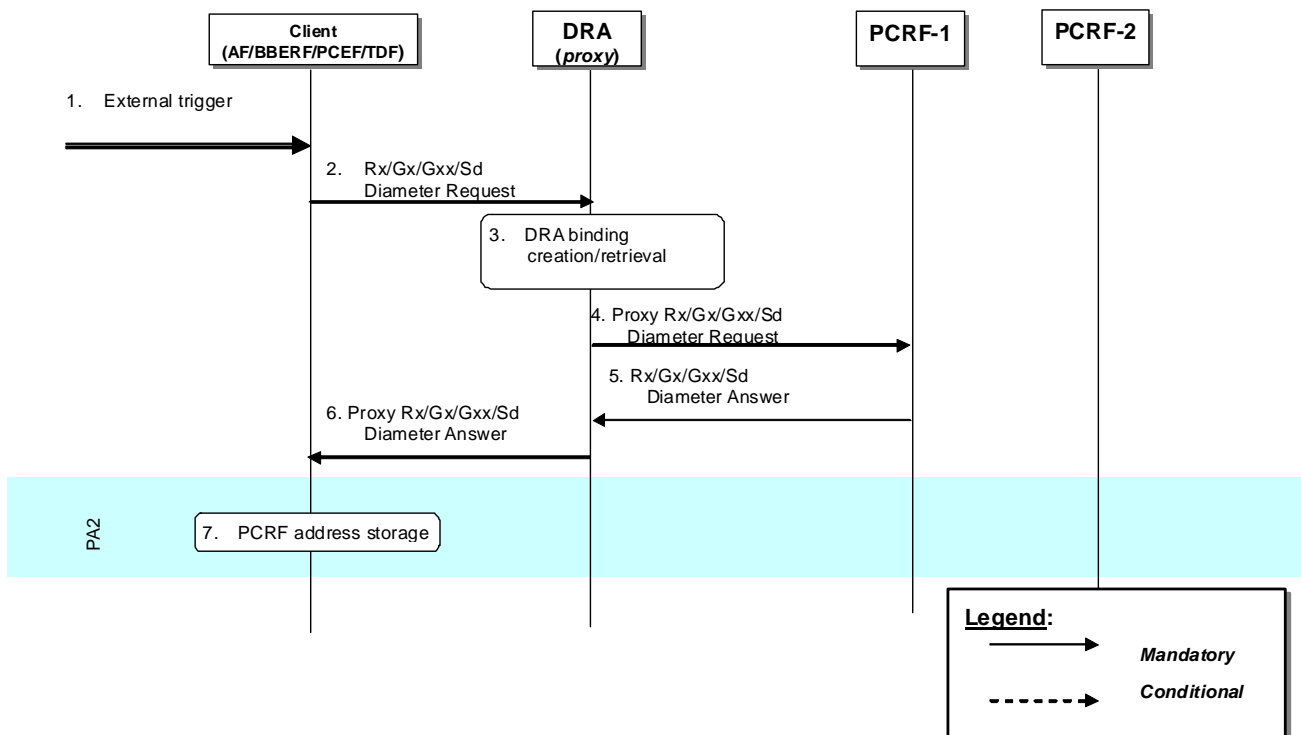 Client
(AF/BBERF/PCEF/TDF)
DRA
(proxy)
PCRF-1
PCRF-2
1. External trigger
2. Rx/Gx/Gxx/Sd
Diameter Request
3. DRA binding
creation/retrieval
4. Proxy Rx/Gx/Gxx/Sd
Diameter Request
5. Rx/Gx/Gxx/Sd
Diameter Answer
6. Proxy Rx/Gx/Gxx/Sd
Diameter Answer
PA2
7. PCRF address storage
Legend:
Mandatory
Conditional